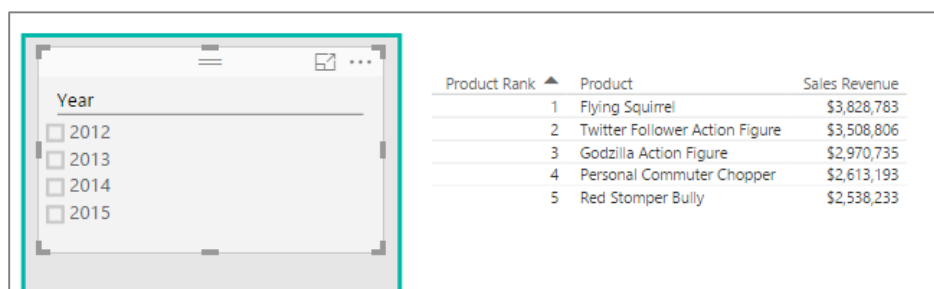 Year
2012
2013
2014
2015
Product Rank Product Sales Revenue
1 Flying Squirrel $3,828,783
2 Twitter Follower Action Figure $3,508,806
3 Godzilla Action Figure $2,970,735
4 Personal Commuter Chopper $2,613,193
5 Red Stomper Bully $2,538,233